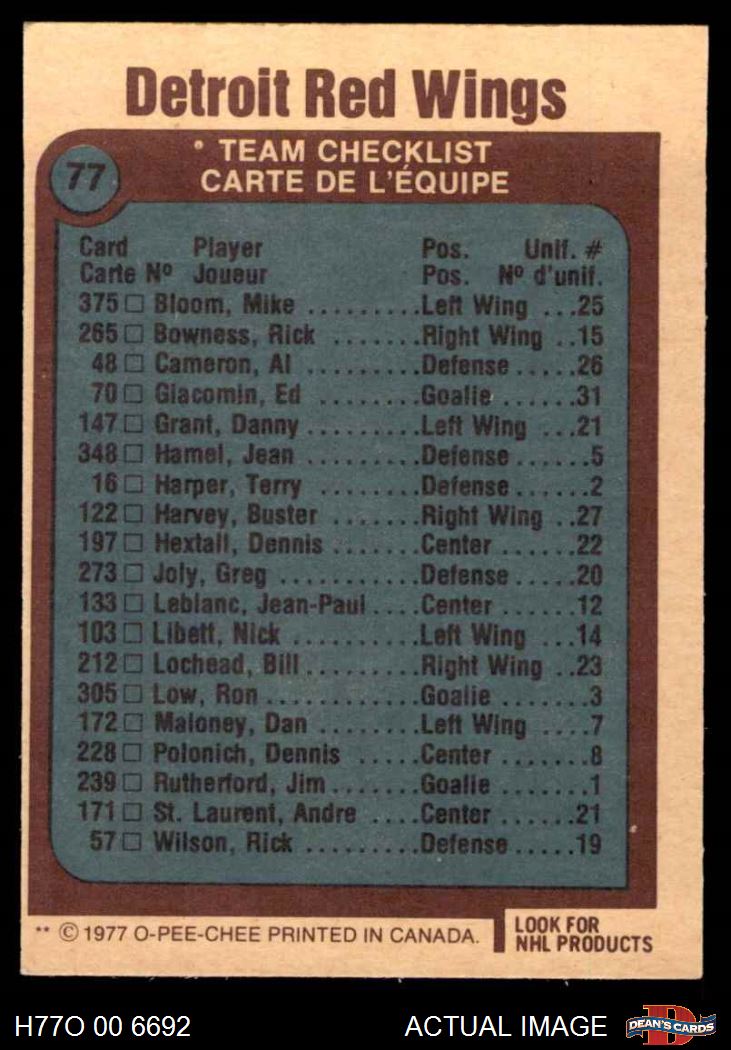 Detroit Red Wings
77
° TEAM CHECKLIST
CARTE DE L'ÉQUIPE
Card Player Pos. Unif. #
Carte Nº Joueur Pos. Nº d'unif.
375 □ Bloom, Mike .........Left Wing ...25
265 □ Bowness, Rick .......Right Wing ..15
48 □ Cameron, Al .........Defense .....26
70 □ Giacomin, Ed ........Goalie ......31
147 □ Grant, Danny .........Left Wing ...21
348 □ Hamel, Jean .........Defense ......5
16 □ Harper, Terry ........Defense ......2
122 □ Harvey, Buster .......Right Wing ..27
197 □ Hextall, Dennis .......Center ......22
273 □ Joly, Greg ...........Defense .....20
133 □ Leblanc, Jean-Paul ....Center ......12
103 □ Libett, Nick ..........Left Wing ...14
212 □ Lochead, Bill .........Right Wing ..23
305 □ Low, Ron ............Goalie .......3
172 □ Maloney, Dan ........Left Wing ....7
228 □ Polonich, Dennis .....Center .......8
239 □ Rutherford, Jim .......Goalie .......1
171 □ St. Laurent, Andre ....Center ......21
57 □ Wilson, Rick .........Defense .....19
** © 1977 O-PEE-CHEE PRINTED IN CANADA.
LOOK FOR
NHL PRODUCTS
H77O 00 6692 ACTUAL IMAGE
D
DEAN'S CARDS